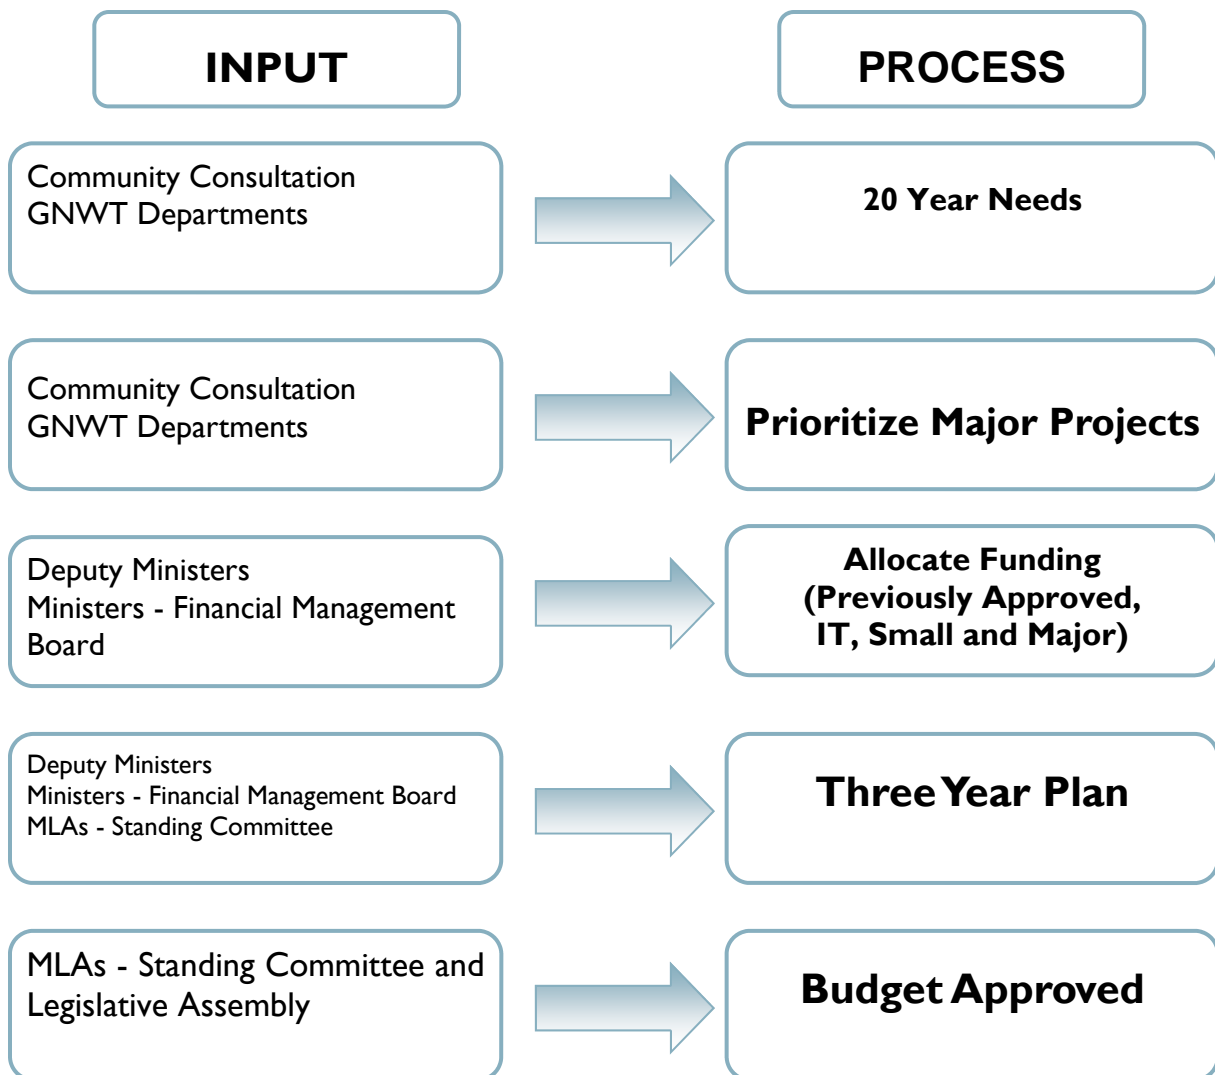 INPUT
PROCESS
Community Consultation
GNWT Departments
20 Year Needs
Community Consultation
GNWT Departments
Prioritize Major Projects
Deputy Ministers
Ministers - Financial Management
Board
Allocate Funding
(Previously Approved,
IT, Small and Major)
Deputy Ministers
Ministers - Financial Management Board
MLAs - Standing Committee
Three Year Plan
MLAs - Standing Committee and
Legislative Assembly
Budget Approved